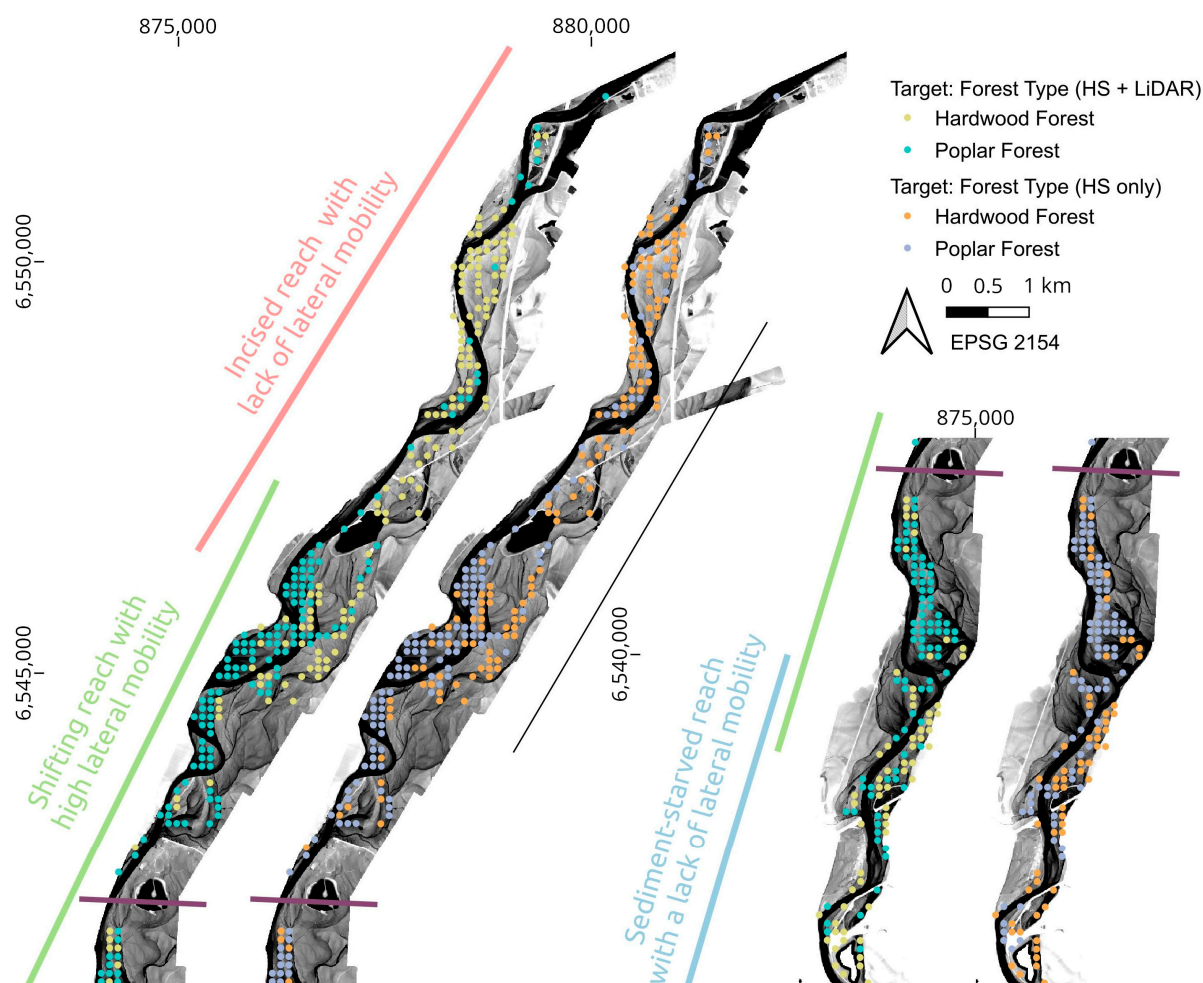 875,000
880,000
Target: Forest Type (HS + LiDAR)
Hardwood Forest
Poplar Forest
Target: Forest Type (HS only)
Hardwood Forest
Poplar Forest
0 0.5 1 km
EPSG 2154
6,550,000
Incised reach with
lack of lateral mobility
875,000
6,545,000
Shifting reach with
high lateral mobility
6,540,000
Sediment-starved reach
with a lack of lateral mobility